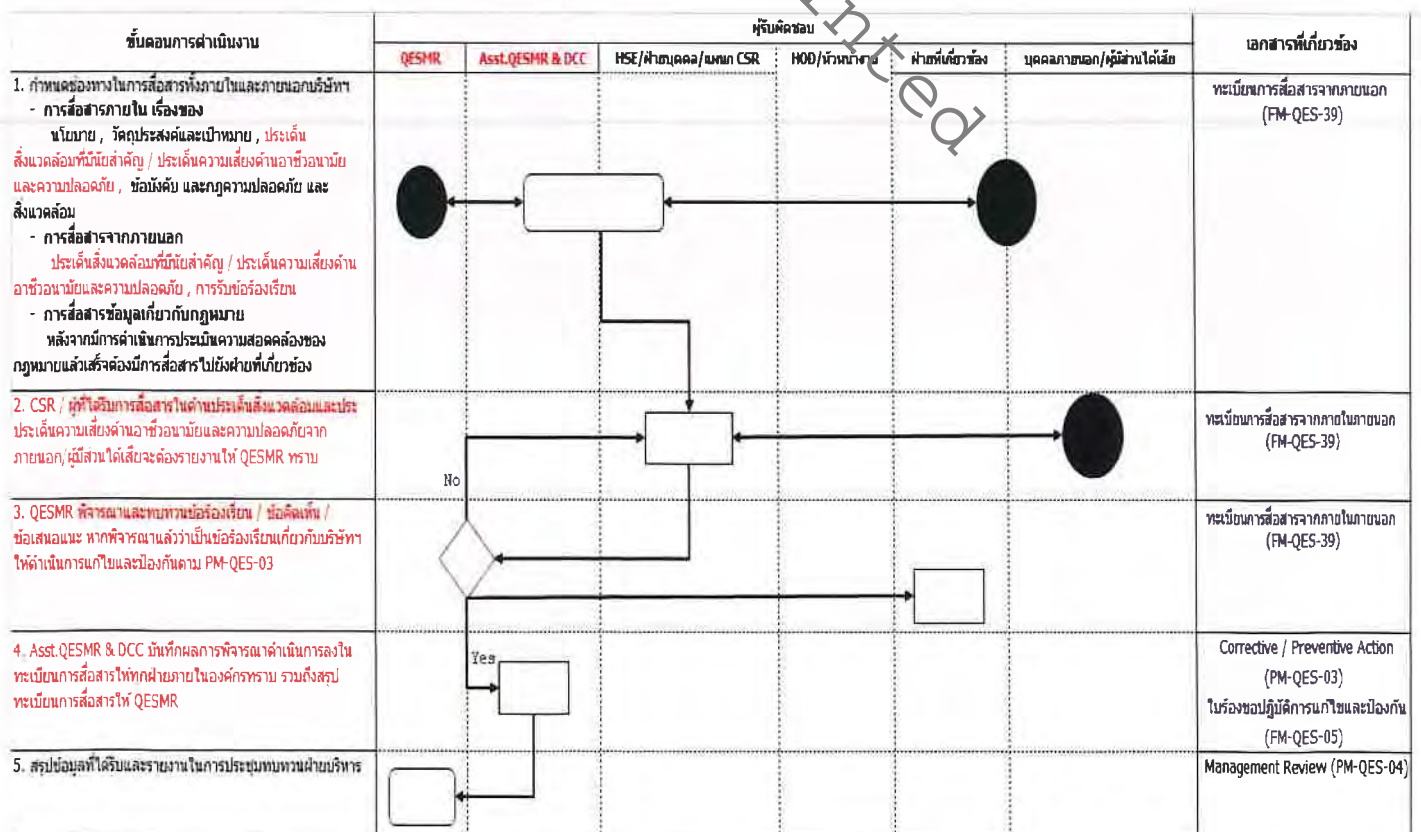 ขั้นตอนการดำเนินงาน
ผู้รับผิดชอบ
เอกสารที่เกี่ยวข้อง
QESMR
Asst.QESMR & DCC
HSE/ฝ่ายบุคคล/แผนก CSR
HOD/หัวหน้างาน
ฝ่ายที่เกี่ยวข้อง
บุคคลภายนอก/ผู้มีส่วนได้เสีย
1. กำหนดช่องทางในการสื่อสารทั้งภายในและภายนอกบริษัทฯ
- การสื่อสารภายใน เรื่องของ
นโยบาย , วัตถุประสงค์และเป้าหมาย , ประเด็น
สิ่งแวดล้อมที่มีนัยสำคัญ / ประเด็นความเสี่ยงด้านอาชีวอนามัย
และความปลอดภัย , ข้อบังคับ และกฎความปลอดภัย และ
สิ่งแวดล้อม
- การสื่อสารจากภายนอก
ประเด็นสิ่งแวดล้อมที่มีนัยสำคัญ / ประเด็นความเสี่ยงด้าน
อาชีวอนามัยและความปลอดภัย , การรับข้อร้องเรียน
- การสื่อสารข้อมูลเกี่ยวกับกฎหมาย
หลังจากมีการดำเนินการประเมินความสอดคล้องของ
กฎหมายแล้วเสร็จต้องมีการสื่อสารไปยังฝ่ายที่เกี่ยวข้อง
ทะเบียนการสื่อสารจากภายนอก
(FM-QES-39)
2. CSR / ผู้ที่ได้รับการสื่อสารในด้านประเด็นสิ่งแวดล้อมและประ
ประเด็นความเสี่ยงด้านอาชีวอนามัยและความปลอดภัยจาก
ภายนอก/ผู้มีส่วนได้เสียจะต้องรายงานให้ QESMR ทราบ
No
ทะเบียนการสื่อสารจากภายในภายนอก
(FM-QES-39)
3. QESMR พิจารณาและทบทวนข้อร้องเรียน / ข้อคิดเห็น /
ข้อเสนอแนะ หากพิจารณาแล้วว่าเป็นข้อร้องเรียนเกี่ยวกับบริษัทฯ
ให้ดำเนินการแก้ไขและป้องกันตาม PM-QES-03
ทะเบียนการสื่อสารจากภายในภายนอก
(FM-QES-39)
4. Asst.QESMR & DCC บันทึกผลการพิจารณาดำเนินการลงใน
ทะเบียนการสื่อสารให้ทุกฝ่ายภายในองค์กรทราบ รวมถึงสรุป
ทะเบียนการสื่อสารให้ QESMR
Yes
Corrective / Preventive Action
(PM-QES-03)
ใบร้องขอปฏิบัติการแก้ไขและป้องกัน
(FM-QES-05)
5. สรุปข้อมูลที่ได้รับและรายงานในการประชุมทบทวนฝ่ายบริหาร
Management Review (PM-QES-04)